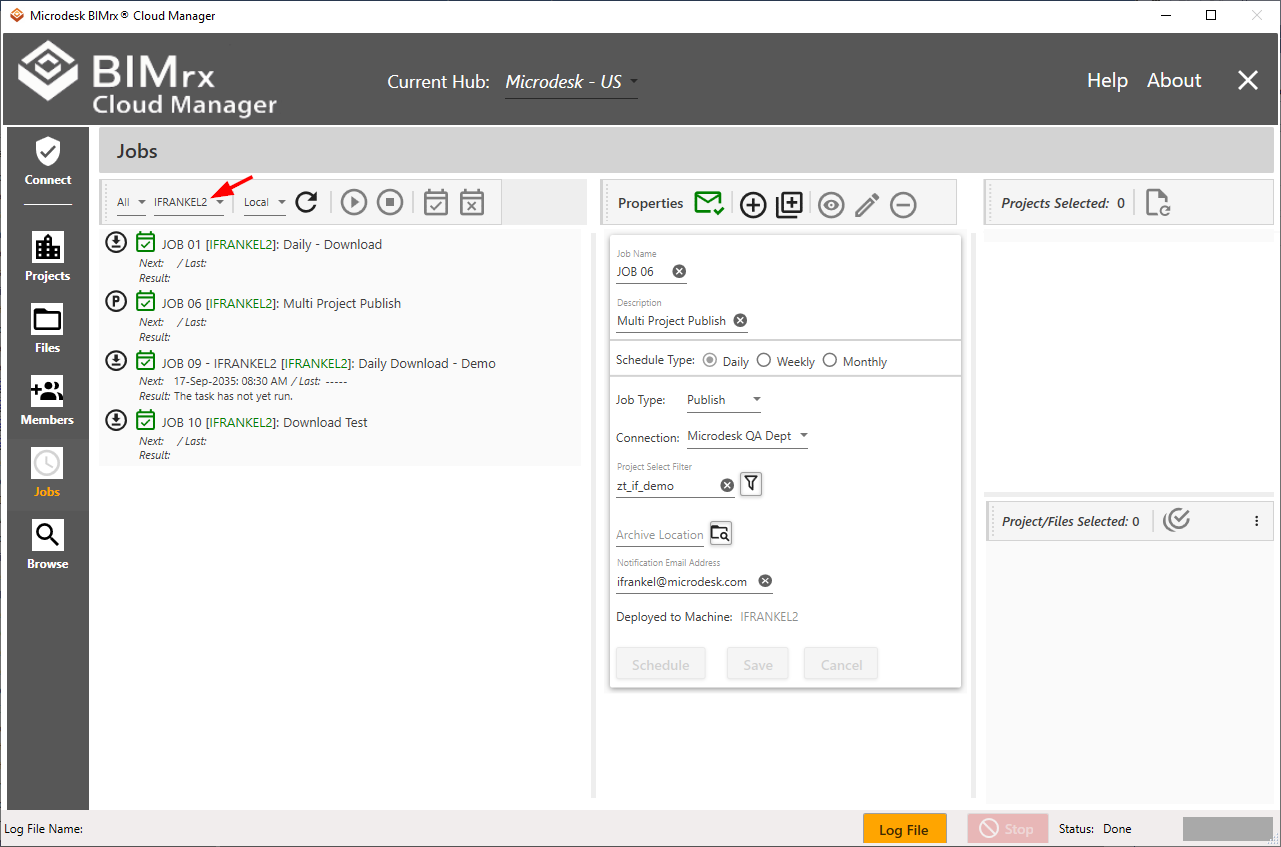 Microdesk BIMrx® Cloud Manager
BIMrx
Cloud Manager
Current Hub: Microdesk - US
Help About
Connect
Projects
Files
Members
Jobs
Browse
Jobs
All IFRANKEL2 Local
JOB 01 [IFRANKEL2]: Daily - Download
Next: / Last:
Result:
P JOB 06 [IFRANKEL2]: Multi Project Publish
Next: / Last:
Result:
JOB 09 - IFRANKEL2 [IFRANKEL2]: Daily Download - Demo
Next: 17-Sep-2035: 08:30 AM / Last: -----
Result: The task has not yet run.
JOB 10 [IFRANKEL2]: Download Test
Next: / Last:
Result:
Properties
Job Name
JOB 06
Description
Multi Project Publish
Schedule Type: Daily Weekly Monthly
Job Type: Publish
Connection: Microdesk QA Dept
Project Select Filter
zt_if_demo
Archive Location
Notification Email Address
ifrankel@microdesk.com
Deployed to Machine: IFRANKEL2
Schedule Save Cancel
Projects Selected: 0
Project/Files Selected: 0
Log File Name:
Log File
Stop
Status: Done